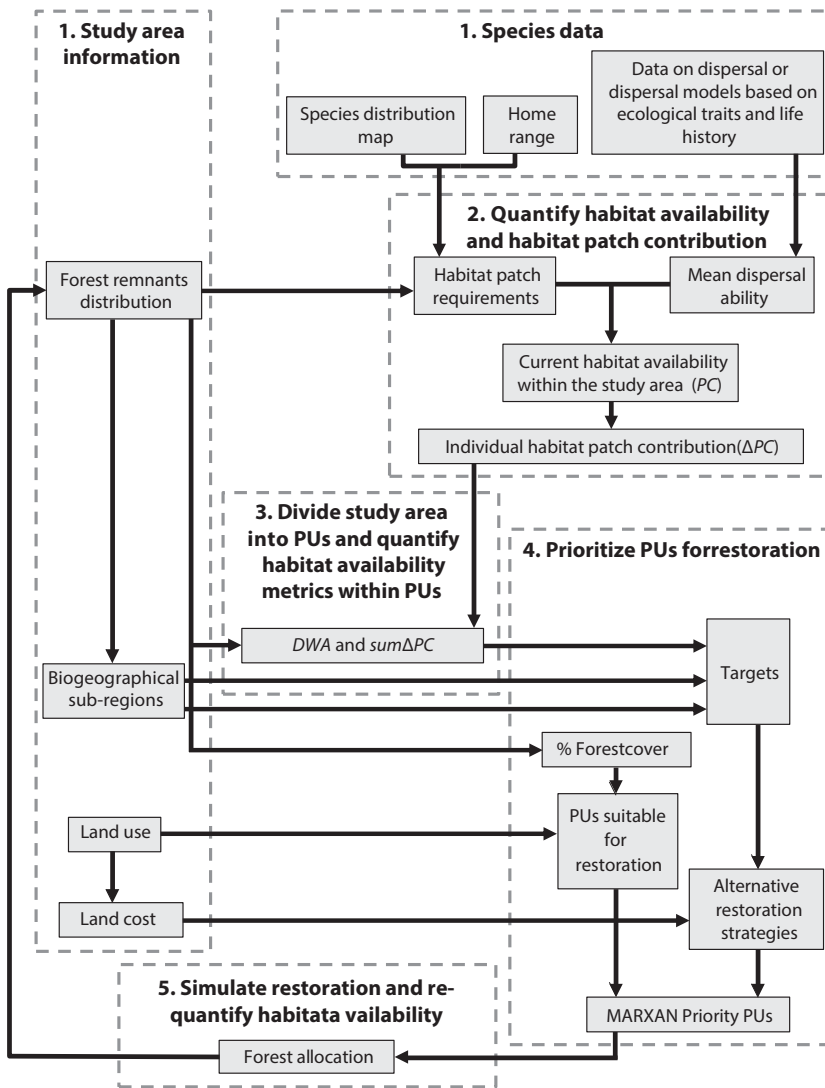 1. Study area
information
1. Species data
Species distribution
map
Home
range
Data on dispersal or
dispersal models based on
ecological traits and life
history
2. Quantify habitat availability
and habitat patch contribution
Forest remnants
distribution
Habitat patch
requirements
Mean dispersal
ability
Current habitat availability
within the study area (PC)
Individual habitat patch contribution(ΔPC)
3. Divide study area
into PUs and quantify
habitat availability
metrics within PUs
4. Prioritize PUs forrestoration
DWA and sumΔPC
Biogeographical
sub-regions
Targets
% Forestcover
Land use
PUs suitable
for
restoration
Land cost
Alternative
restoration
strategies
5. Simulate restoration and re-
quantify habitata vailability
MARXAN Priority PUs
Forest allocation